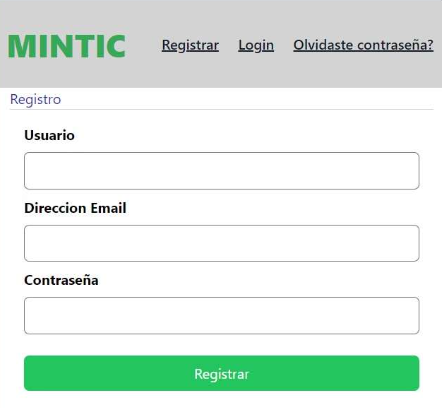 MINTIC Registrar Login Olvidaste contraseña?
Registro
Usuario
Direccion Email
Contraseña
Registrar